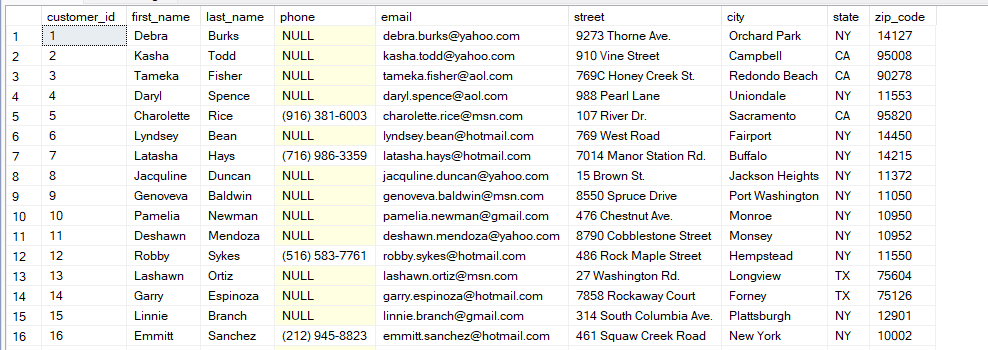 customer_id first_name last_name phone email street city state zip_code
1 1 Debra Burks NULL debra.burks@yahoo.com 9273 Thorne Ave. Orchard Park NY 14127
2 2 Kasha Todd NULL kasha.todd@yahoo.com 910 Vine Street Campbell CA 95008
3 3 Tameka Fisher NULL tameka.fisher@aol.com 769C Honey Creek St. Redondo Beach CA 90278
4 4 Daryl Spence NULL daryl.spence@aol.com 988 Pearl Lane Uniondale NY 11553
5 5 Charolette Rice (916) 381-6003 charolette.rice@msn.com 107 River Dr. Sacramento CA 95820
6 6 Lyndsey Bean NULL lyndsey.bean@hotmail.com 769 West Road Fairport NY 14450
7 7 Latasha Hays (716) 986-3359 latasha.hays@hotmail.com 7014 Manor Station Rd. Buffalo NY 14215
8 8 Jacquline Duncan NULL jacquline.duncan@yahoo.com 15 Brown St. Jackson Heights NY 11372
9 9 Genoveva Baldwin NULL genoveva.baldwin@msn.com 8550 Spruce Drive Port Washington NY 11050
10 10 Pamelia Newman NULL pamelia.newman@gmail.com 476 Chestnut Ave. Monroe NY 10950
11 11 Deshawn Mendoza NULL deshawn.mendoza@yahoo.com 8790 Cobblestone Street Monsey NY 10952
12 12 Robby Sykes (516) 583-7761 robby.sykes@hotmail.com 486 Rock Maple Street Hempstead NY 11550
13 13 Lashawn Ortiz NULL lashawn.ortiz@msn.com 27 Washington Rd. Longview TX 75604
14 14 Garry Espinoza NULL garry.espinoza@hotmail.com 7858 Rockaway Court Forney TX 75126
15 15 Linnie Branch NULL linnie.branch@gmail.com 314 South Columbia Ave. Plattsburgh NY 12901
16 16 Emmitt Sanchez (212) 945-8823 emmitt.sanchez@hotmail.com 461 Squaw Creek Road New York NY 10002